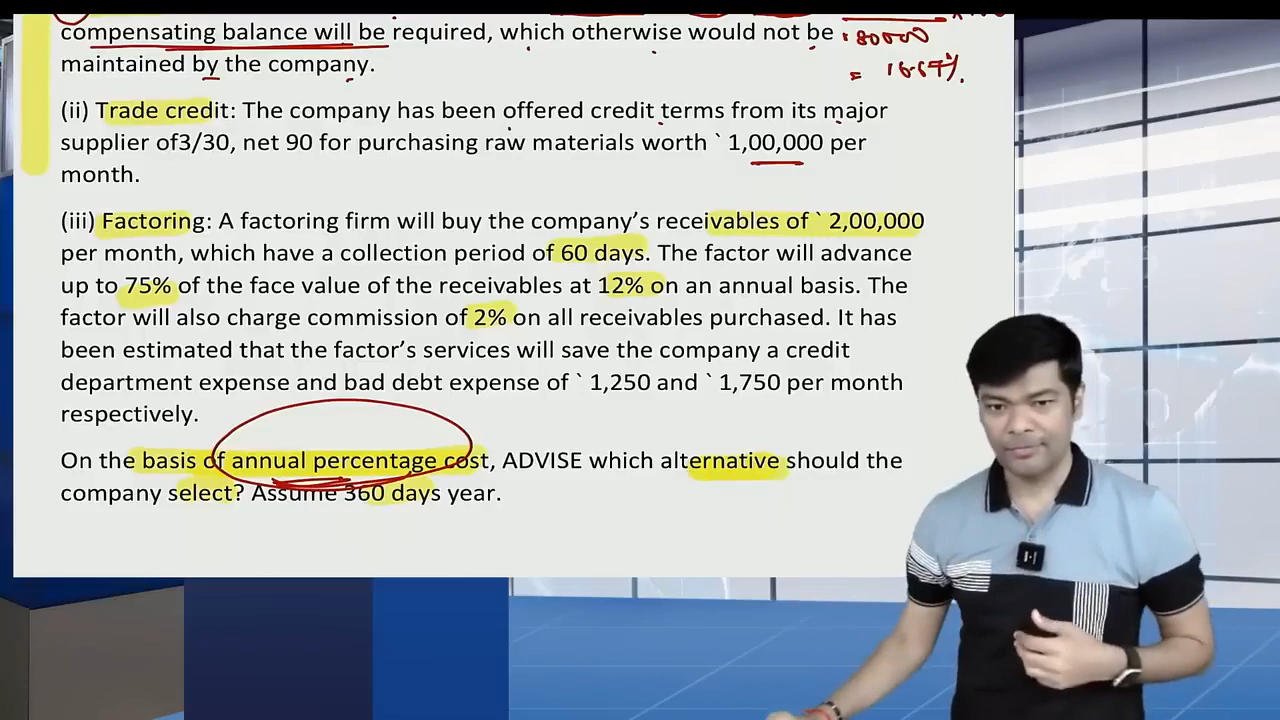 compensating balance will be required, which otherwise would not be
maintained by the company.
180000
= 16.67%
(ii) Trade credit: The company has been offered credit terms from its major
supplier of3/30, net 90 for purchasing raw materials worth ` 1,00,000 per
month.
(iii) Factoring: A factoring firm will buy the company’s receivables of ` 2,00,000
per month, which have a collection period of 60 days. The factor will advance
up to 75% of the face value of the receivables at 12% on an annual basis. The
factor will also charge commission of 2% on all receivables purchased. It has
been estimated that the factor’s services will save the company a credit
department expense and bad debt expense of ` 1,250 and ` 1,750 per month
respectively.
On the basis of annual percentage cost, ADVISE which alternative should the
company select? Assume 360 days year.